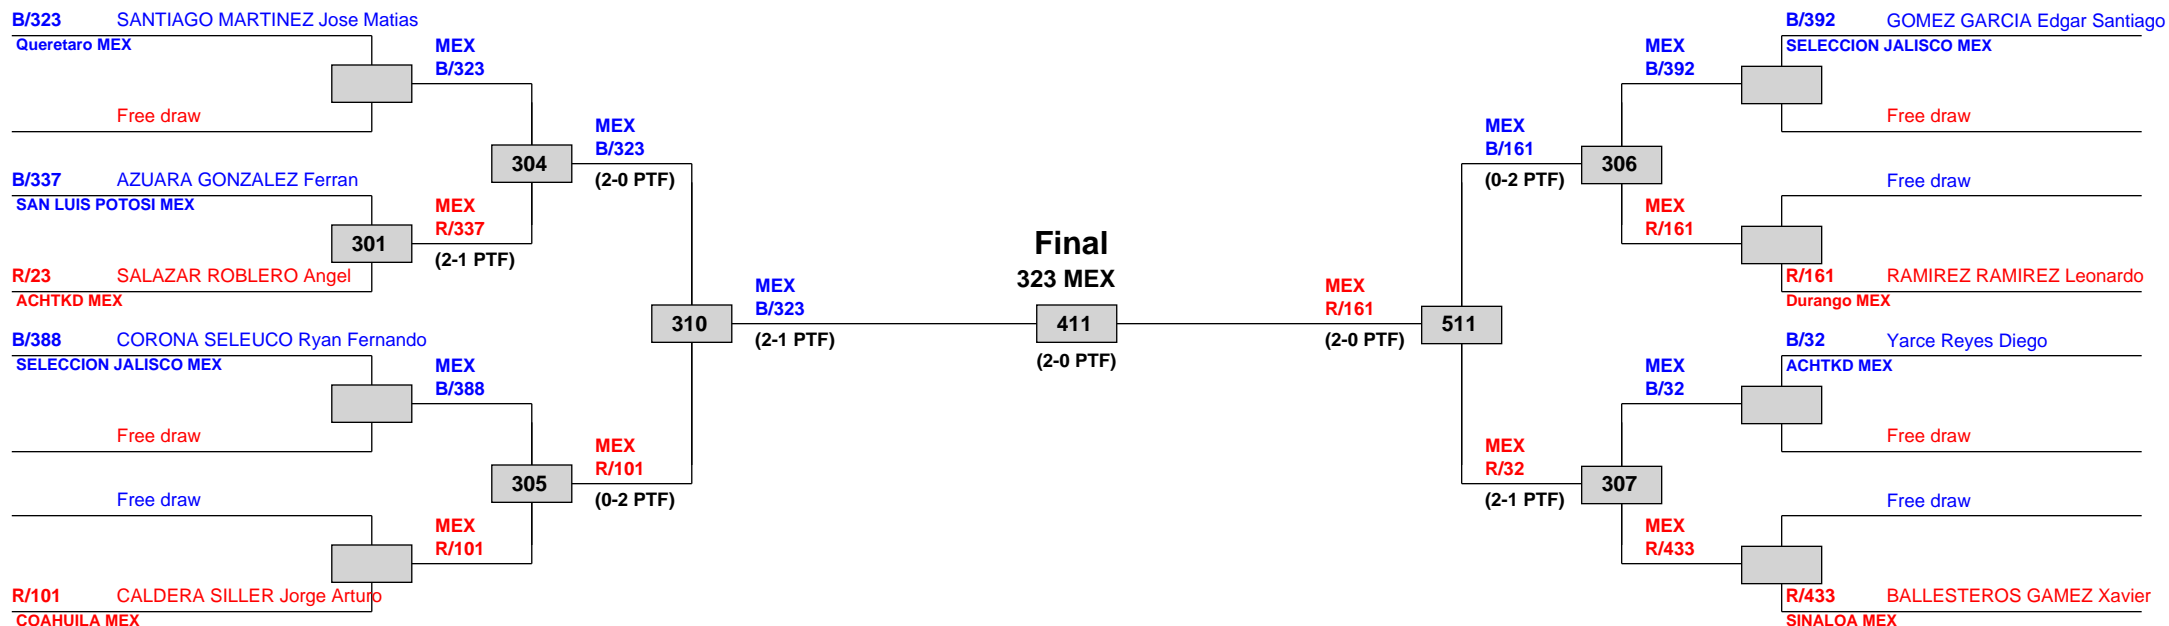 B/323 SANTIAGO MARTINEZ Jose Matias
Queretaro MEX
Free draw
B/337 AZUARA GONZALEZ Ferran
SAN LUIS POTOSI MEX
R/23 SALAZAR ROBLERO Angel
ACHTKD MEX
B/388 CORONA SELEUCO Ryan Fernando
SELECCION JALISCO MEX
Free draw
Free draw
R/101 CALDERA SILLER Jorge Arturo
COAHUILA MEX
MEX
B/323
301
MEX
R/337
(2-1 PTF)
MEX
B/388
MEX
R/101
304
MEX
B/323
(2-0 PTF)
305
MEX
R/101
(0-2 PTF)
310
MEX
B/323
(2-1 PTF)
Final
323 MEX
411
(2-0 PTF)
MEX
R/161
(2-0 PTF)
511
MEX
B/161
(0-2 PTF)
306
MEX
R/32
(2-1 PTF)
307
MEX
B/392
MEX
R/161
MEX
B/32
MEX
R/433
B/392 GOMEZ GARCIA Edgar Santiago
SELECCION JALISCO MEX
Free draw
Free draw
R/161 RAMIREZ RAMIREZ Leonardo
Durango MEX
B/32 Yarce Reyes Diego
ACHTKD MEX
Free draw
Free draw
R/433 BALLESTEROS GAMEZ Xavier
SINALOA MEX